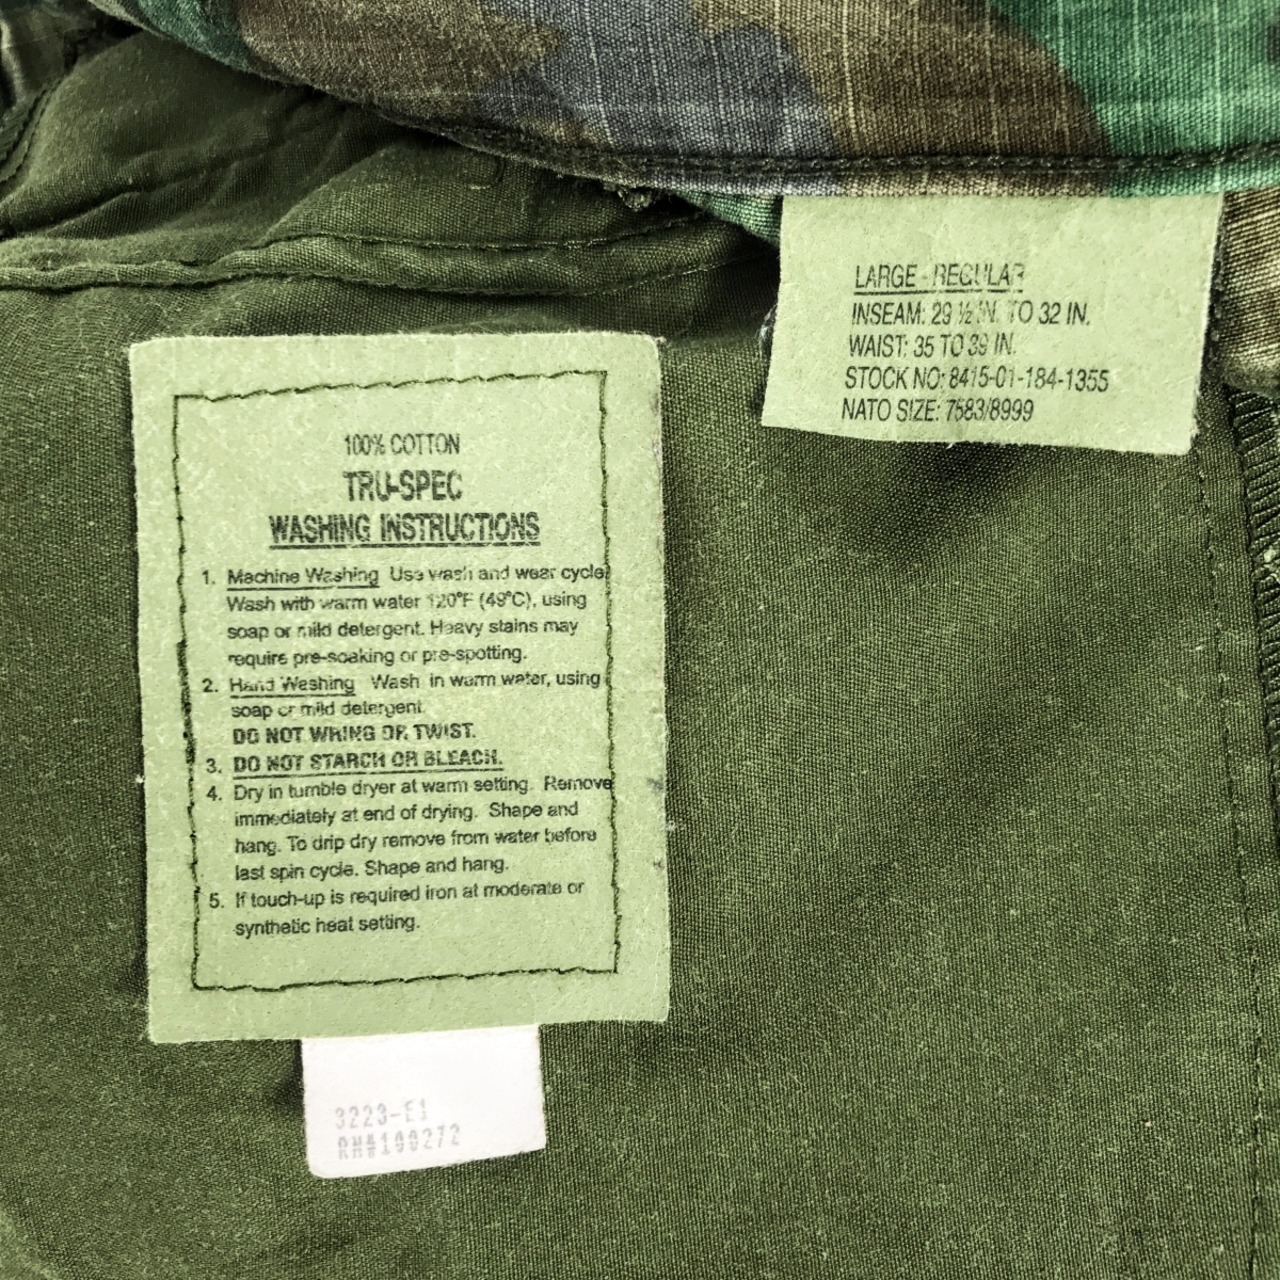 LARGE - REGULAR
INSEAM: 29 ½ IN. TO 32 IN.
WAIST: 35 TO 39 IN.
STOCK NO: 8415-01-184-1355
NATO SIZE: 7583/8999
100% COTTON
TRU-SPEC
WASHING INSTRUCTIONS
1. Machine Washing Use wash and wear cycle.
Wash with warm water 120°F (49°C), using
soap or mild detergent. Heavy stains may
require pre-soaking or pre-spotting.
2. Hand Washing Wash in warm water, using
soap or mild detergent.
DO NOT WRING OR TWIST.
3. DO NOT STARCH OR BLEACH.
4. Dry in tumble dryer at warm setting. Remove
immediately at end of drying. Shape and
hang. To drip dry remove from water before
last spin cycle. Shape and hang.
5. If touch-up is required iron at moderate or
synthetic heat setting.
3223-E1
RN#100272